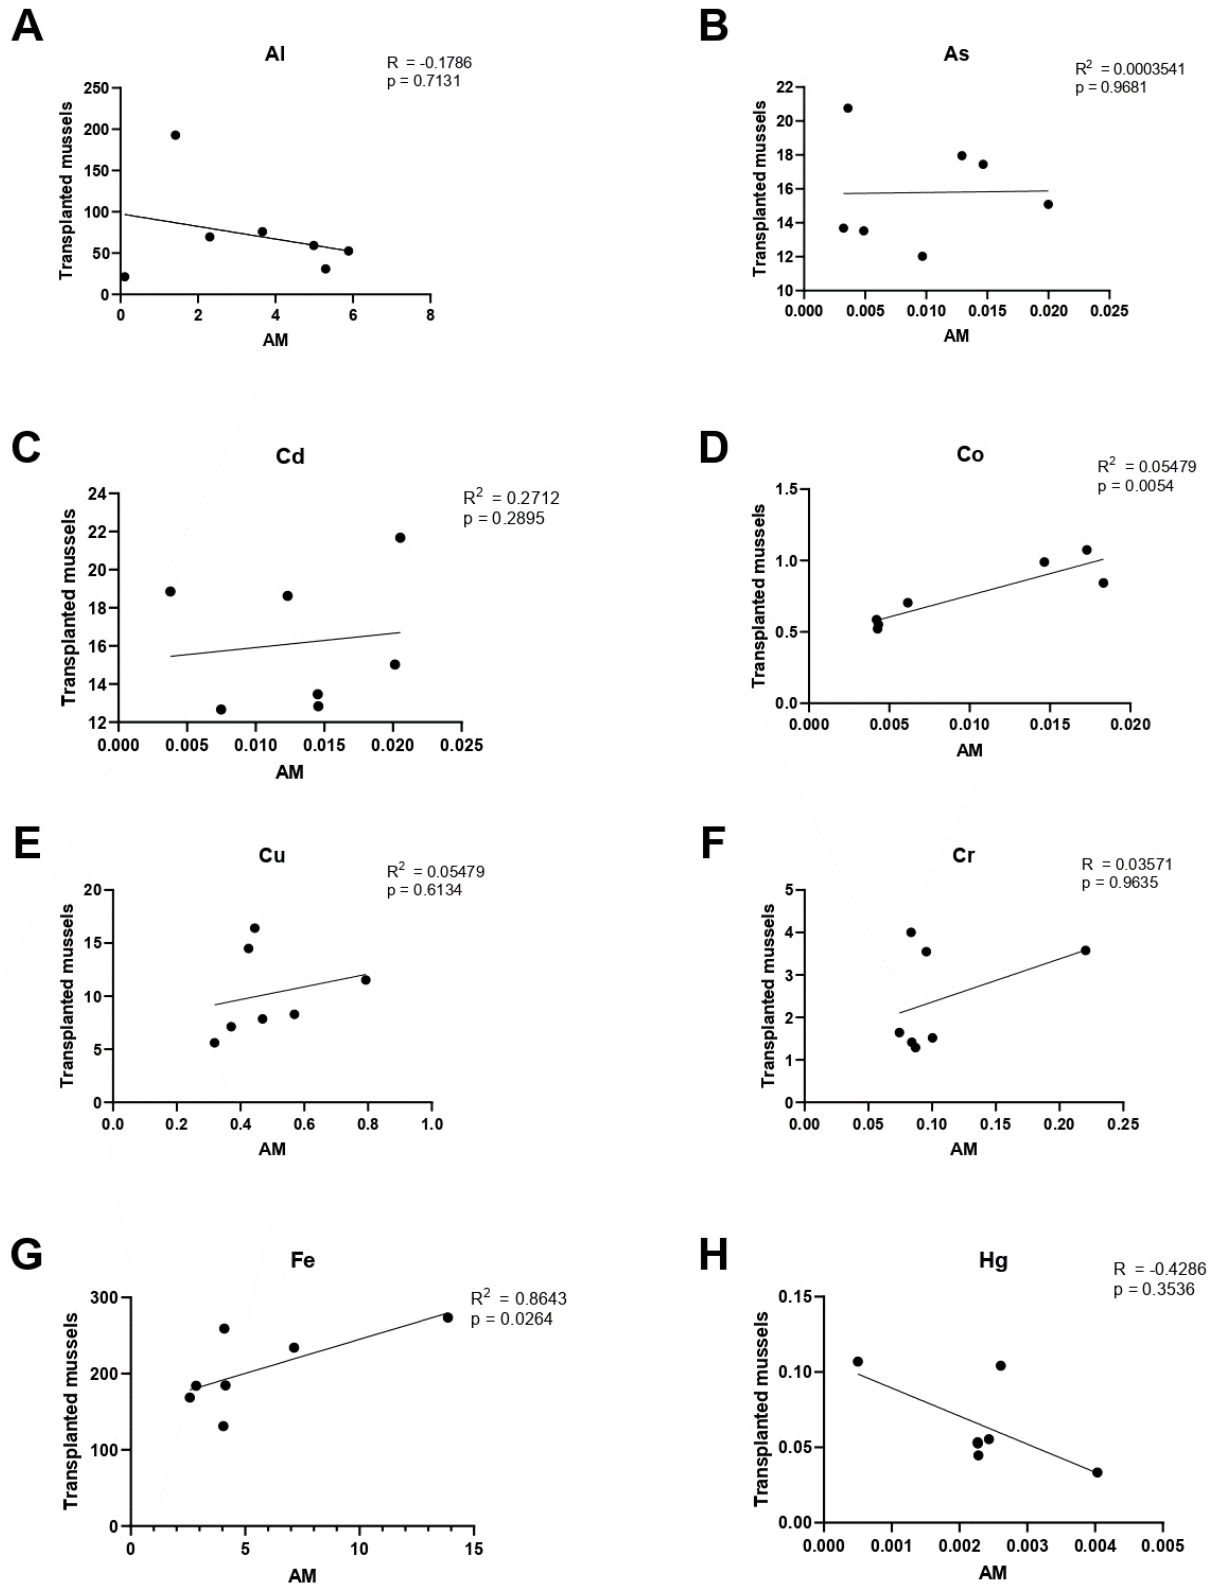 A
Al
R = -0.1786
p = 0.7131
Transplanted mussels
250
200
150
100
50
0
0 2 4 6 8
AM
B
As
R² = 0.0003541
p = 0.9681
Transplanted mussels
22
20
18
16
14
12
10
0.000 0.005 0.010 0.015 0.020 0.025
AM
C
Cd
R² = 0.2712
p = 0.2895
Transplanted mussels
24
22
20
18
16
14
12
0.000 0.005 0.010 0.015 0.020 0.025
AM
D
Co
R² = 0.05479
p = 0.0054
Transplanted mussels
1.5
1.0
0.5
0.0
0.000 0.005 0.010 0.015 0.020
AM
E
Cu
R² = 0.05479
p = 0.6134
Transplanted mussels
20
15
10
5
0
0.0 0.2 0.4 0.6 0.8 1.0
AM
F
Cr
R = 0.03571
p = 0.9635
Transplanted mussels
5
4
3
2
1
0
0.00 0.05 0.10 0.15 0.20 0.25
AM
G
Fe
R² = 0.8643
p = 0.0264
Transplanted mussels
300
200
100
0
0 5 10 15
AM
H
Hg
R = -0.4286
p = 0.3536
Transplanted mussels
0.15
0.10
0.05
0.00
0.000 0.001 0.002 0.003 0.004 0.005
AM